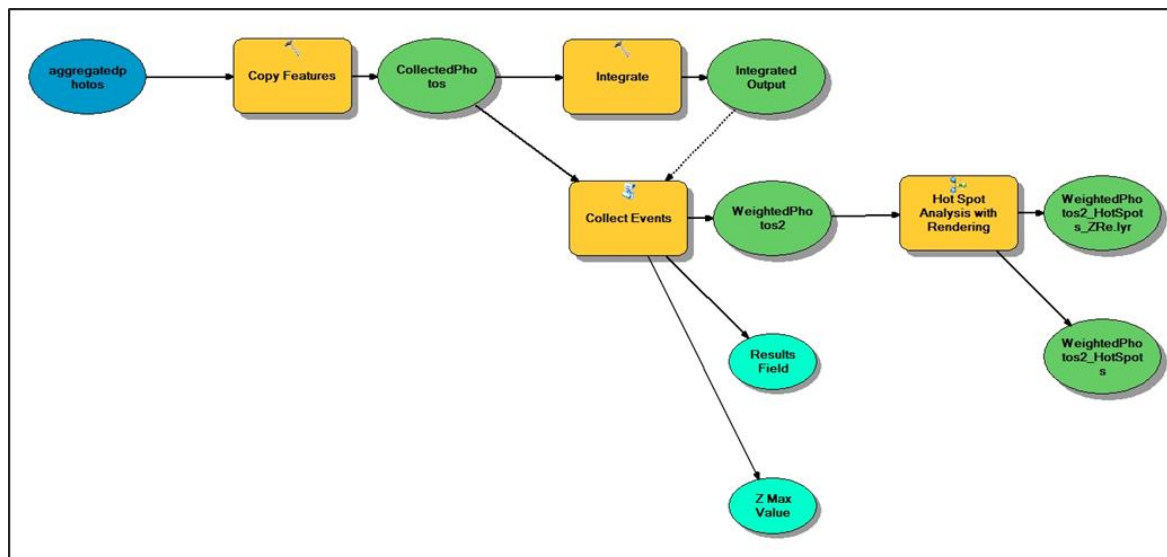 aggregatedp
hotos
Copy Features
CollectedPho
tos
Integrate
Integrated
Output
Collect Events
WeightedPho
tos2
Hot Spot
Analysis with
Rendering
WeightedPho
tos2_HotSpot
s_ZRe.lyr
Results
Field
WeightedPho
tos2_HotSpot
s
Z Max
Value